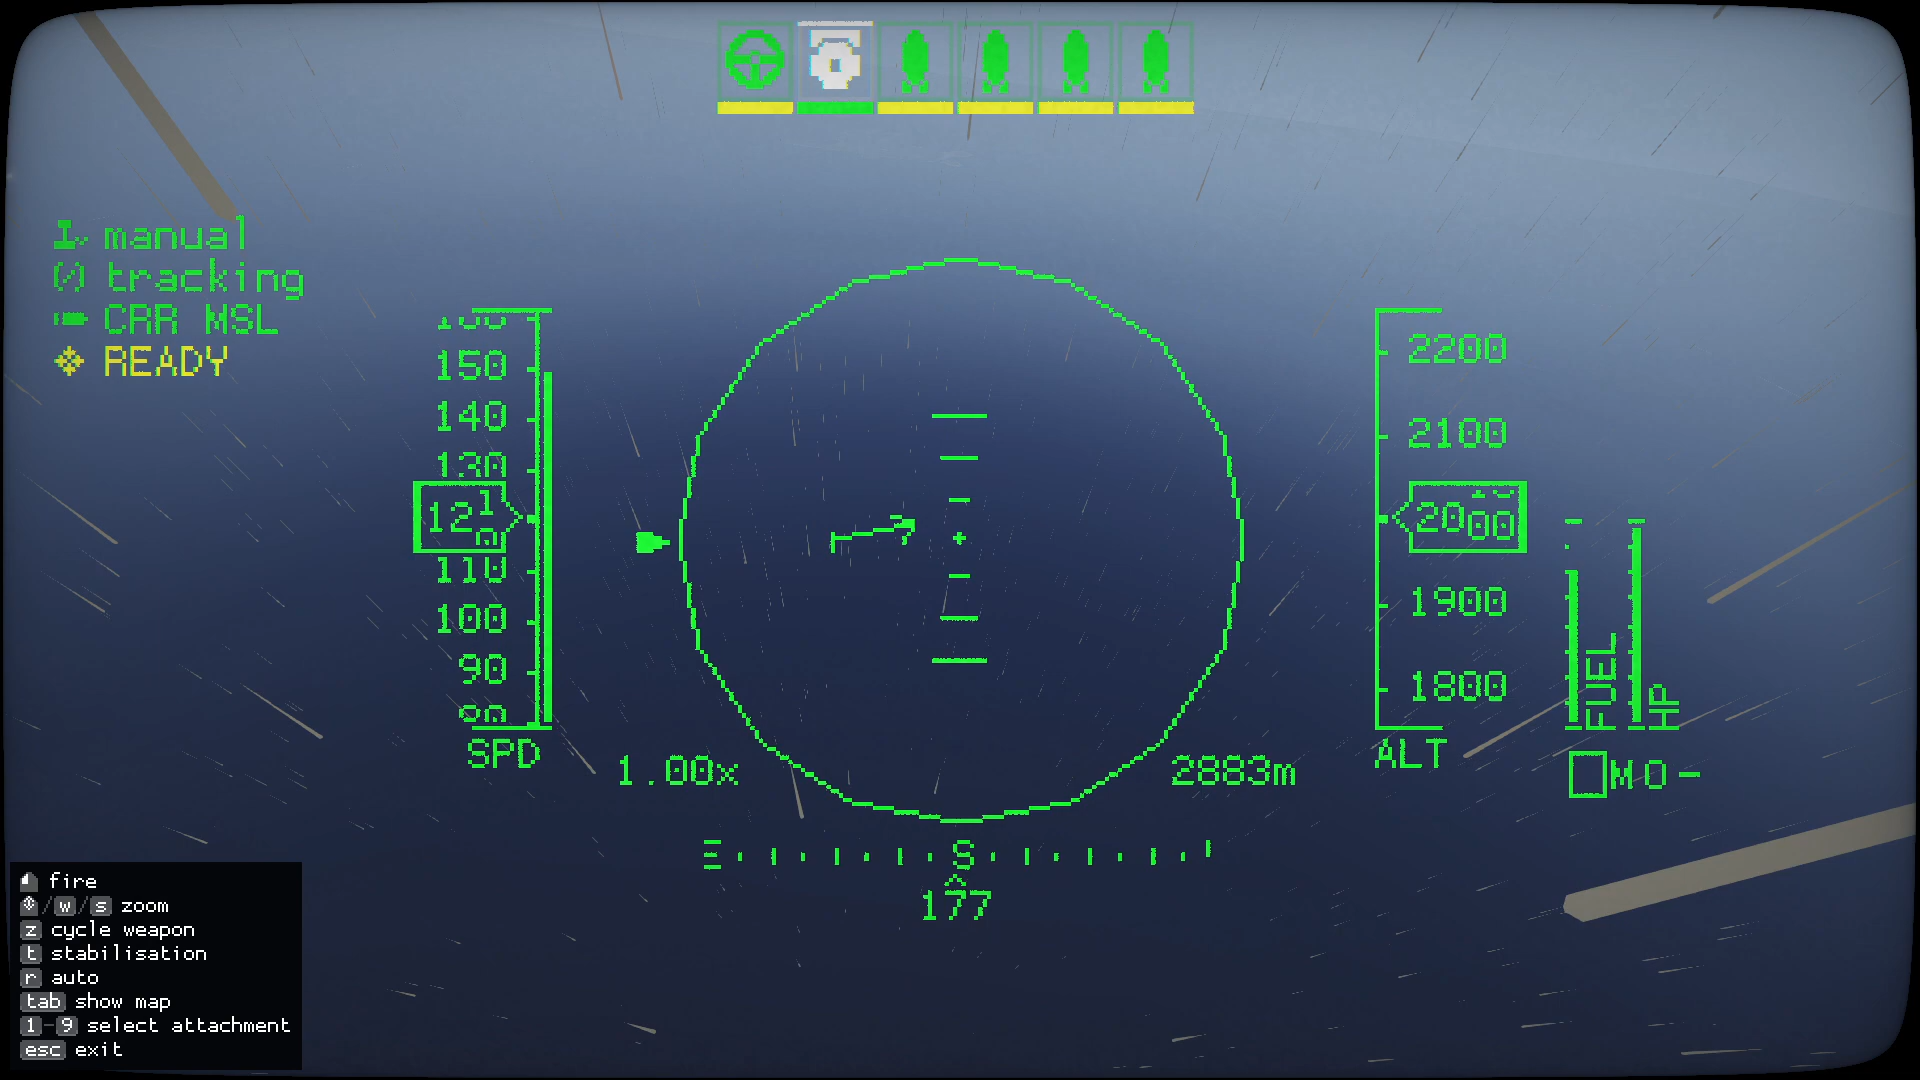 manual
tracking
CRR MSL
READY
150
140
130
12
110
100
90
SPD
1.00x
2200
2100
2000
1900
1800
ALT
2883m
FUEL
HP
MO-
S
177
fire
/w/s zoom
z cycle weapon
t stabilisation
r auto
tab show map
1-9 select attachment
esc exit